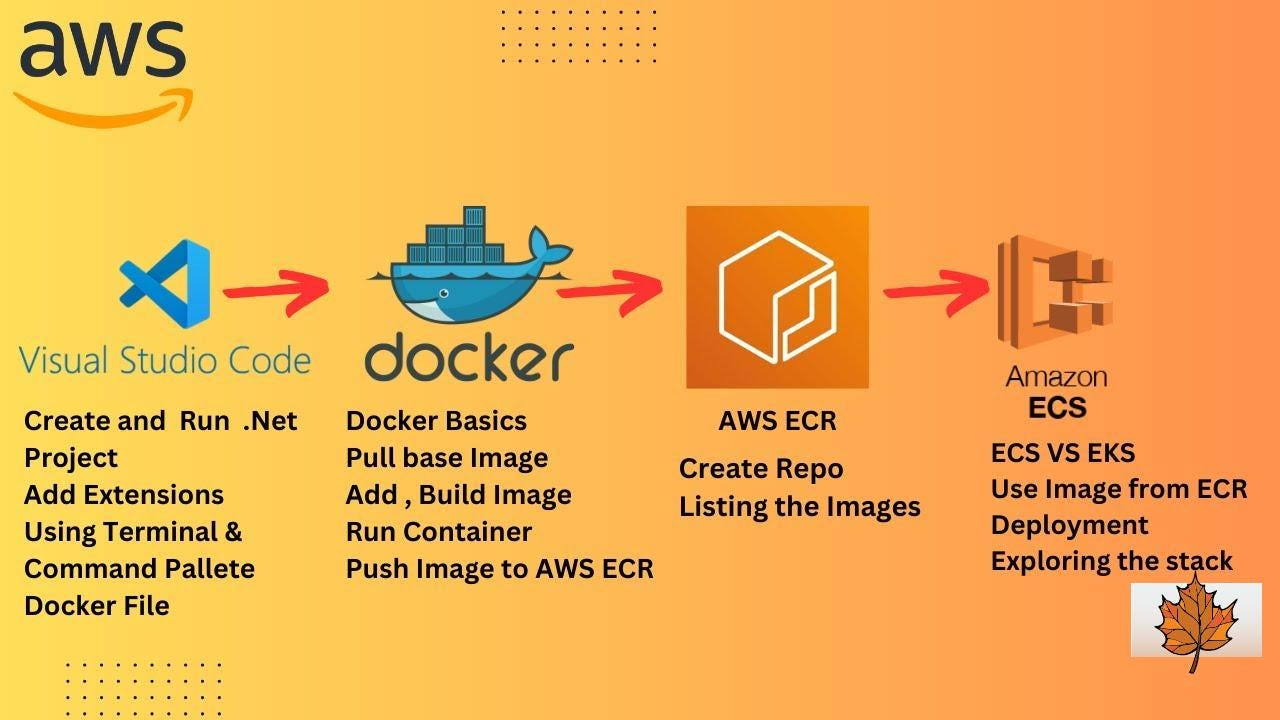 aws
Visual Studio Code
Create and Run .Net
Project
Add Extensions
Using Terminal &
Command Pallete
Docker File
docker
Docker Basics
Pull base Image
Add , Build Image
Run Container
Push Image to AWS ECR
AWS ECR
Create Repo
Listing the Images
Amazon
ECS
ECS VS EKS
Use Image from ECR
Deployment
Exploring the stack